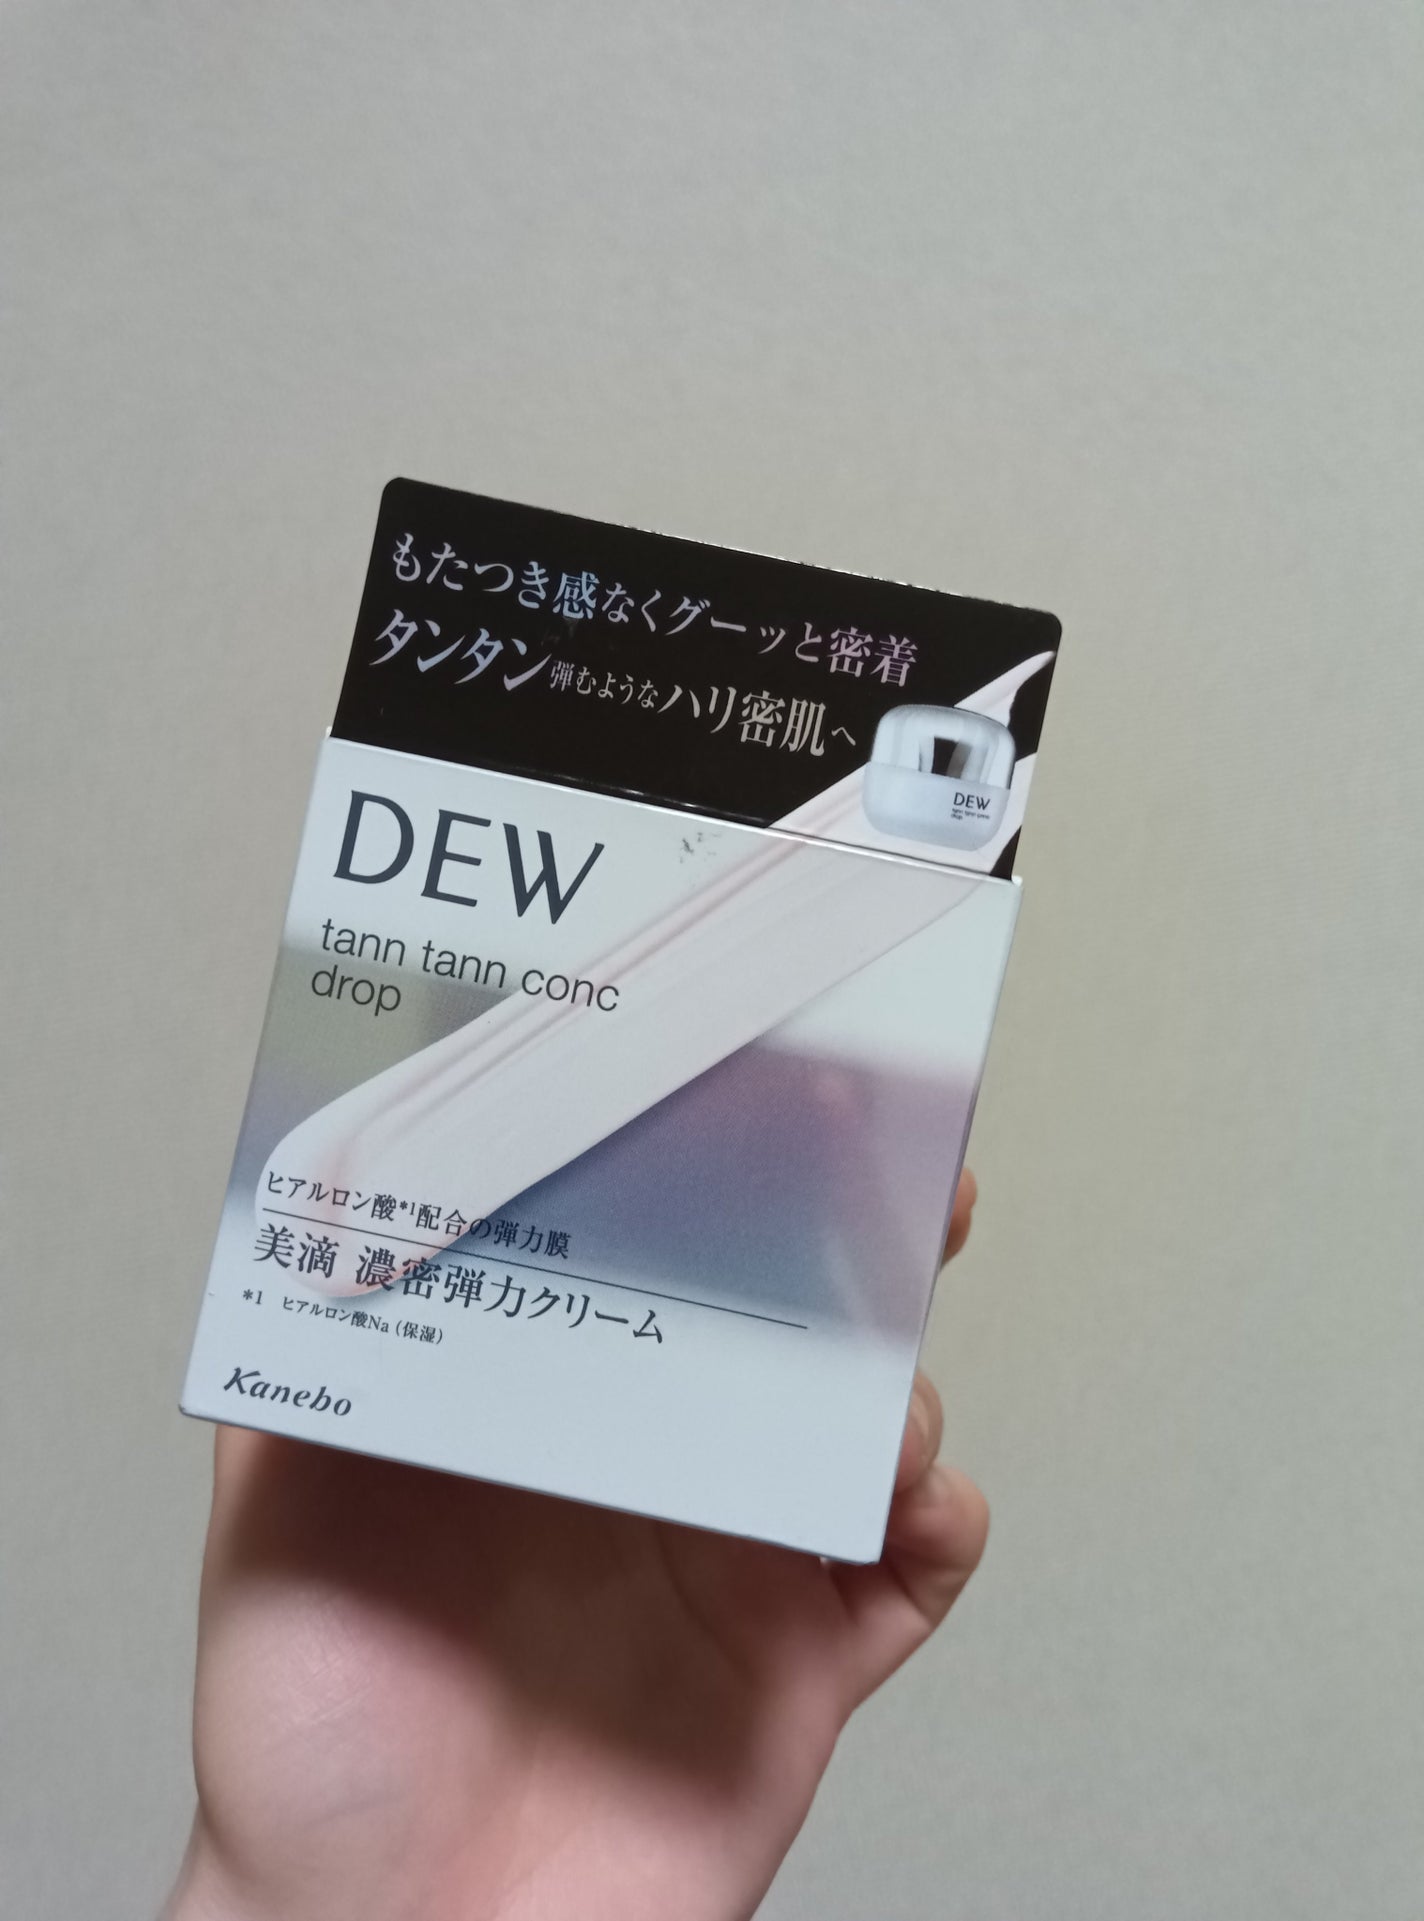 もたつき感なくグーッと密着
タンタン弾むようなハリ密肌へ
DEW
DEW
tann tann conc
drop
ヒアルロン酸*1配合の弾力膜
美滴 濃密弾力クリーム
*1 ヒアルロン酸Na (保湿)
Kanebo